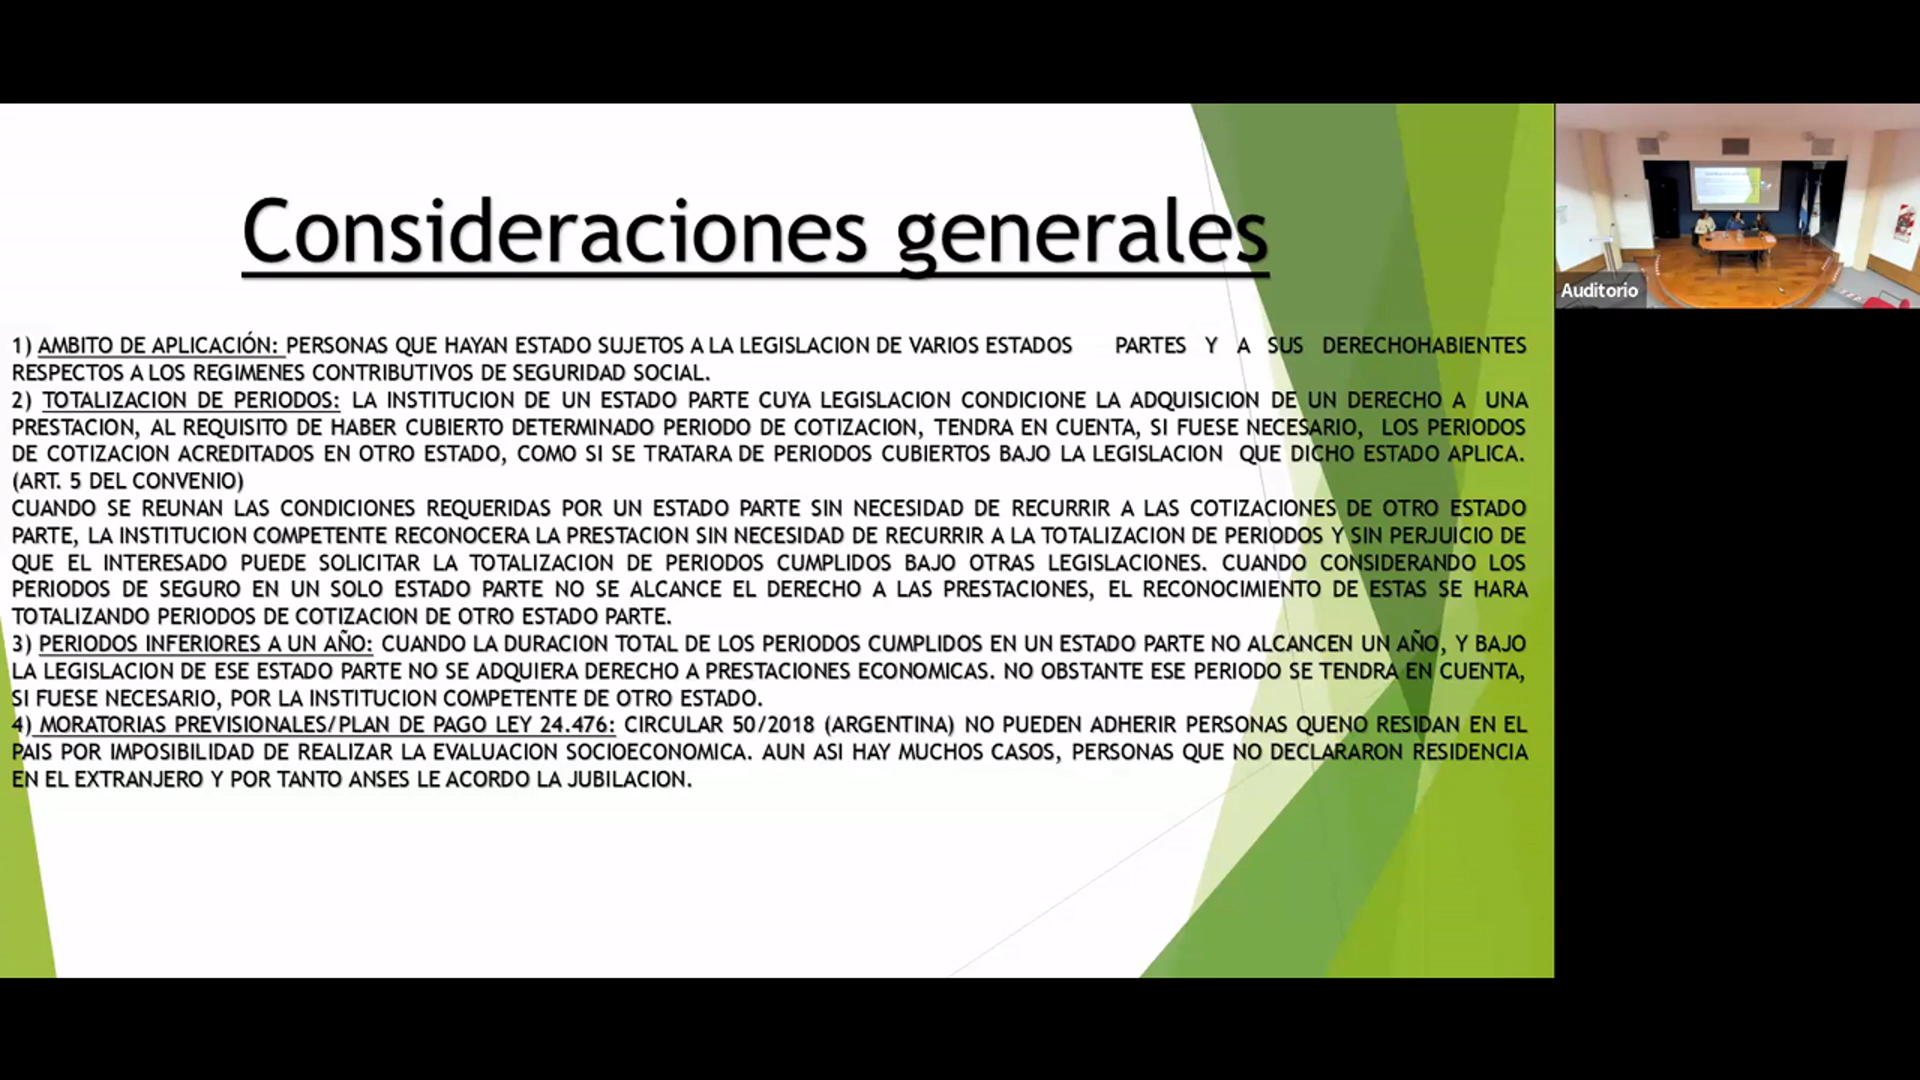 Consideraciones generales
1) AMBITO DE APLICACIÓN: PERSONAS QUE HAYAN ESTADO SUJETOS A LA LEGISLACION DE VARIOS ESTADOS PARTES Y A SUS DERECHOHABIENTES
RESPECTOS A LOS REGIMENES CONTRIBUTIVOS DE SEGURIDAD SOCIAL.
2) TOTALIZACION DE PERIODOS: LA INSTITUCION DE UN ESTADO PARTE CUYA LEGISLACION CONDICIONE LA ADQUISICION DE UN DERECHO A UNA
PRESTACION, AL REQUISITO DE HABER CUBIERTO DETERMINADO PERIODO DE COTIZACION, TENDRA EN CUENTA, SI FUESE NECESARIO, LOS PERIODOS
DE COTIZACION ACREDITADOS EN OTRO ESTADO, COMO SI SE TRATARA DE PERIODOS CUBIERTOS BAJO LA LEGISLACION QUE DICHO ESTADO APLICA.
(ART. 5 DEL CONVENIO)
CUANDO SE REUNAN LAS CONDICIONES REQUERIDAS POR UN ESTADO PARTE SIN NECESIDAD DE RECURRIR A LAS COTIZACIONES DE OTRO ESTADO
PARTE, LA INSTITUCION COMPETENTE RECONOCERA LA PRESTACION SIN NECESIDAD DE RECURRIR A LA TOTALIZACION DE PERIODOS Y SIN PERJUICIO DE
QUE EL INTERESADO PUEDE SOLICITAR LA TOTALIZACION DE PERIODOS CUMPLIDOS BAJO OTRAS LEGISLACIONES. CUANDO CONSIDERANDO LOS
PERIODOS DE SEGURO EN UN SOLO ESTADO PARTE NO SE ALCANCE EL DERECHO A LAS PRESTACIONES, EL RECONOCIMIENTO DE ESTAS SE HARA
TOTALIZANDO PERIODOS DE COTIZACION DE OTRO ESTADO PARTE.
3) PERIODOS INFERIORES A UN AÑO: CUANDO LA DURACION TOTAL DE LOS PERIODOS CUMPLIDOS EN UN ESTADO PARTE NO ALCANCEN UN AÑO, Y BAJO
LA LEGISLACION DE ESE ESTADO PARTE NO SE ADQUIERA DERECHO A PRESTACIONES ECONOMICAS. NO OBSTANTE ESE PERIODO SE TENDRA EN CUENTA,
SI FUESE NECESARIO, POR LA INSTITUCION COMPETENTE DE OTRO ESTADO.
4) MORATORIAS PREVISIONALES/PLAN DE PAGO LEY 24.476: CIRCULAR 50/2018 (ARGENTINA) NO PUEDEN ADHERIR PERSONAS QUENO RESIDAN EN EL
PAIS POR IMPOSIBILIDAD DE REALIZAR LA EVALUACION SOCIOECONOMICA. AUN ASI HAY MUCHOS CASOS, PERSONAS QUE NO DECLARARON RESIDENCIA
EN EL EXTRANJERO Y POR TANTO ANSES LE ACORDO LA JUBILACION.
Auditorio